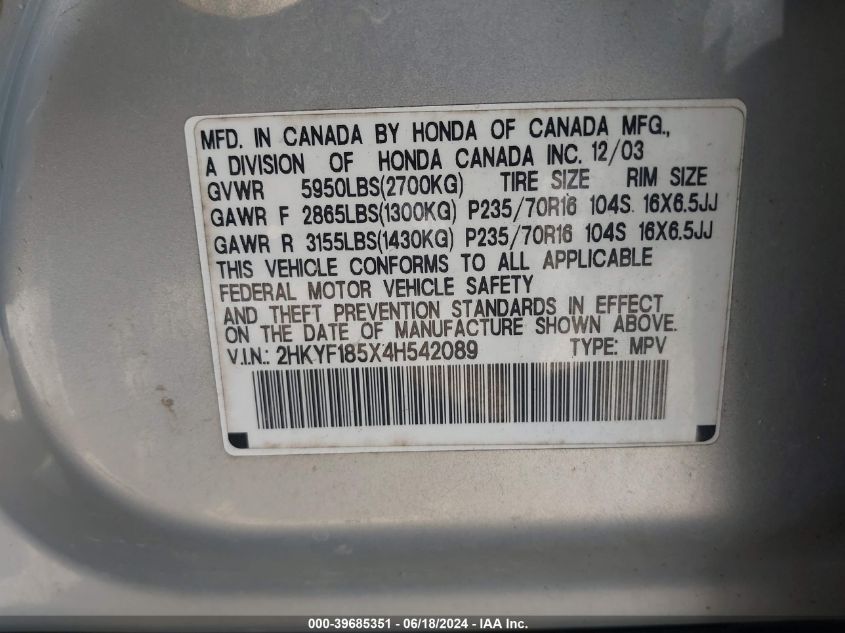 MFD. IN CANADA BY HONDA OF CANADA MFG.,
A DIVISION OF HONDA CANADA INC. 12/03
GVWR 5950LBS(2700KG) TIRE SIZE RIM SIZE
GAWR F 2865LBS(1300KG) P235/70R16 104S 16X6.5JJ
GAWR R 3155LBS(1430KG) P235/70R16 104S 16X6.5JJ
THIS VEHICLE CONFORMS TO ALL APPLICABLE
FEDERAL MOTOR VEHICLE SAFETY
AND THEFT PREVENTION STANDARDS IN EFFECT
ON THE DATE OF MANUFACTURE SHOWN ABOVE.
V.I.N.: 2HKYF185X4H542089 TYPE: MPV
000-39685351 | 06/18/2024 - IAA Inc.